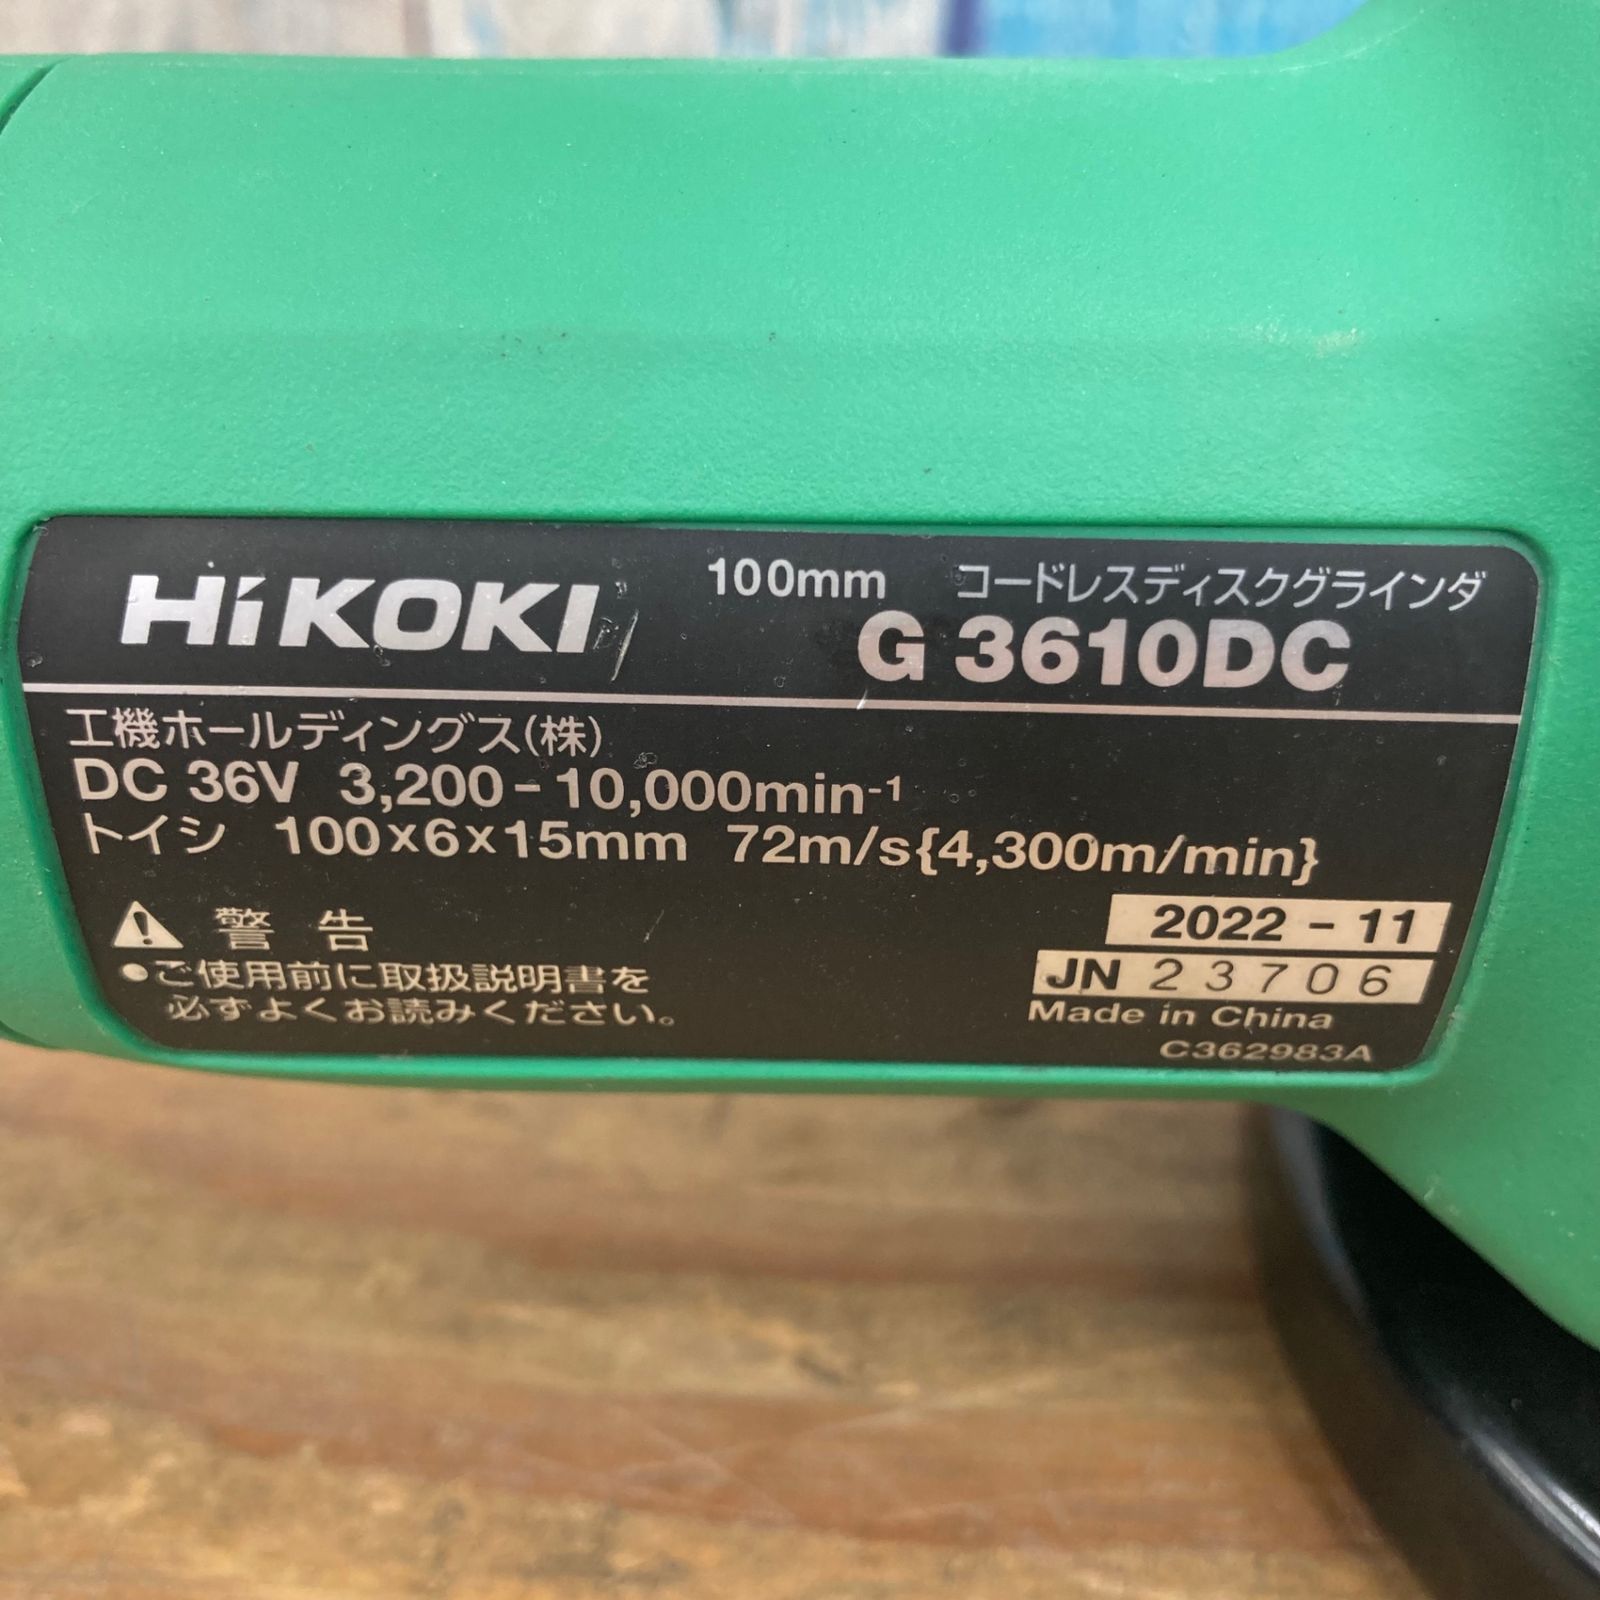 HiKOKI
100mm コードレスディスクグラインダ
G 3610DC
工機ホールディングス(株)
DC 36V 3,200-10,000min-1
トイシ 100×6×15mm 72m/s{4,300m/min}
警告
●ご使用前に取扱説明書を
必ずよくお読みください。
2022-11
JN 23706
Made in China
C362983A